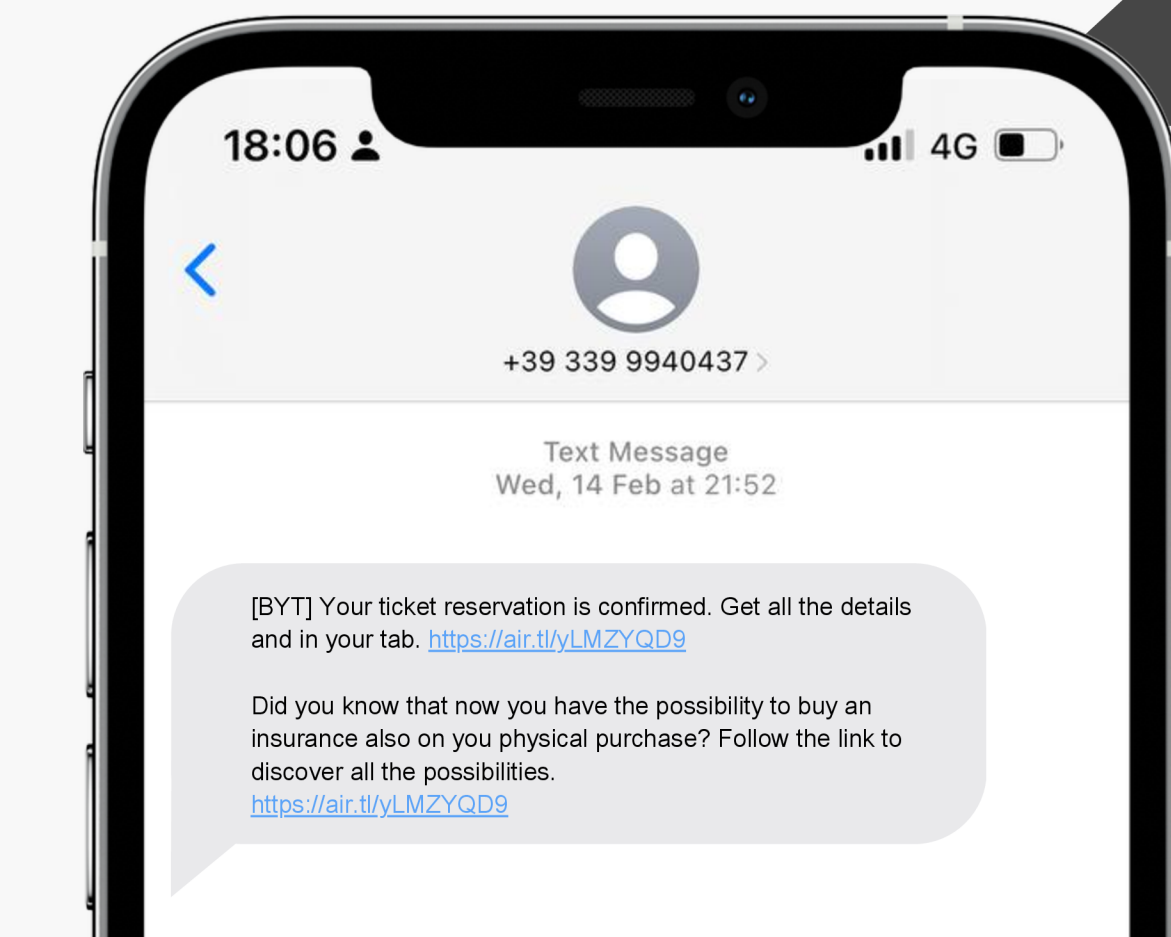 18:06
4G
+39 339 9940437
Text Message
Wed, 14 Feb at 21:52
[BYT] Your ticket reservation is confirmed. Get all the details
and in your tab. https://air.tl/yLMZYQD9
Did you know that now you have the possibility to buy an
insurance also on you physical purchase? Follow the link to
discover all the possibilities.
https://air.tl/yLMZYQD9